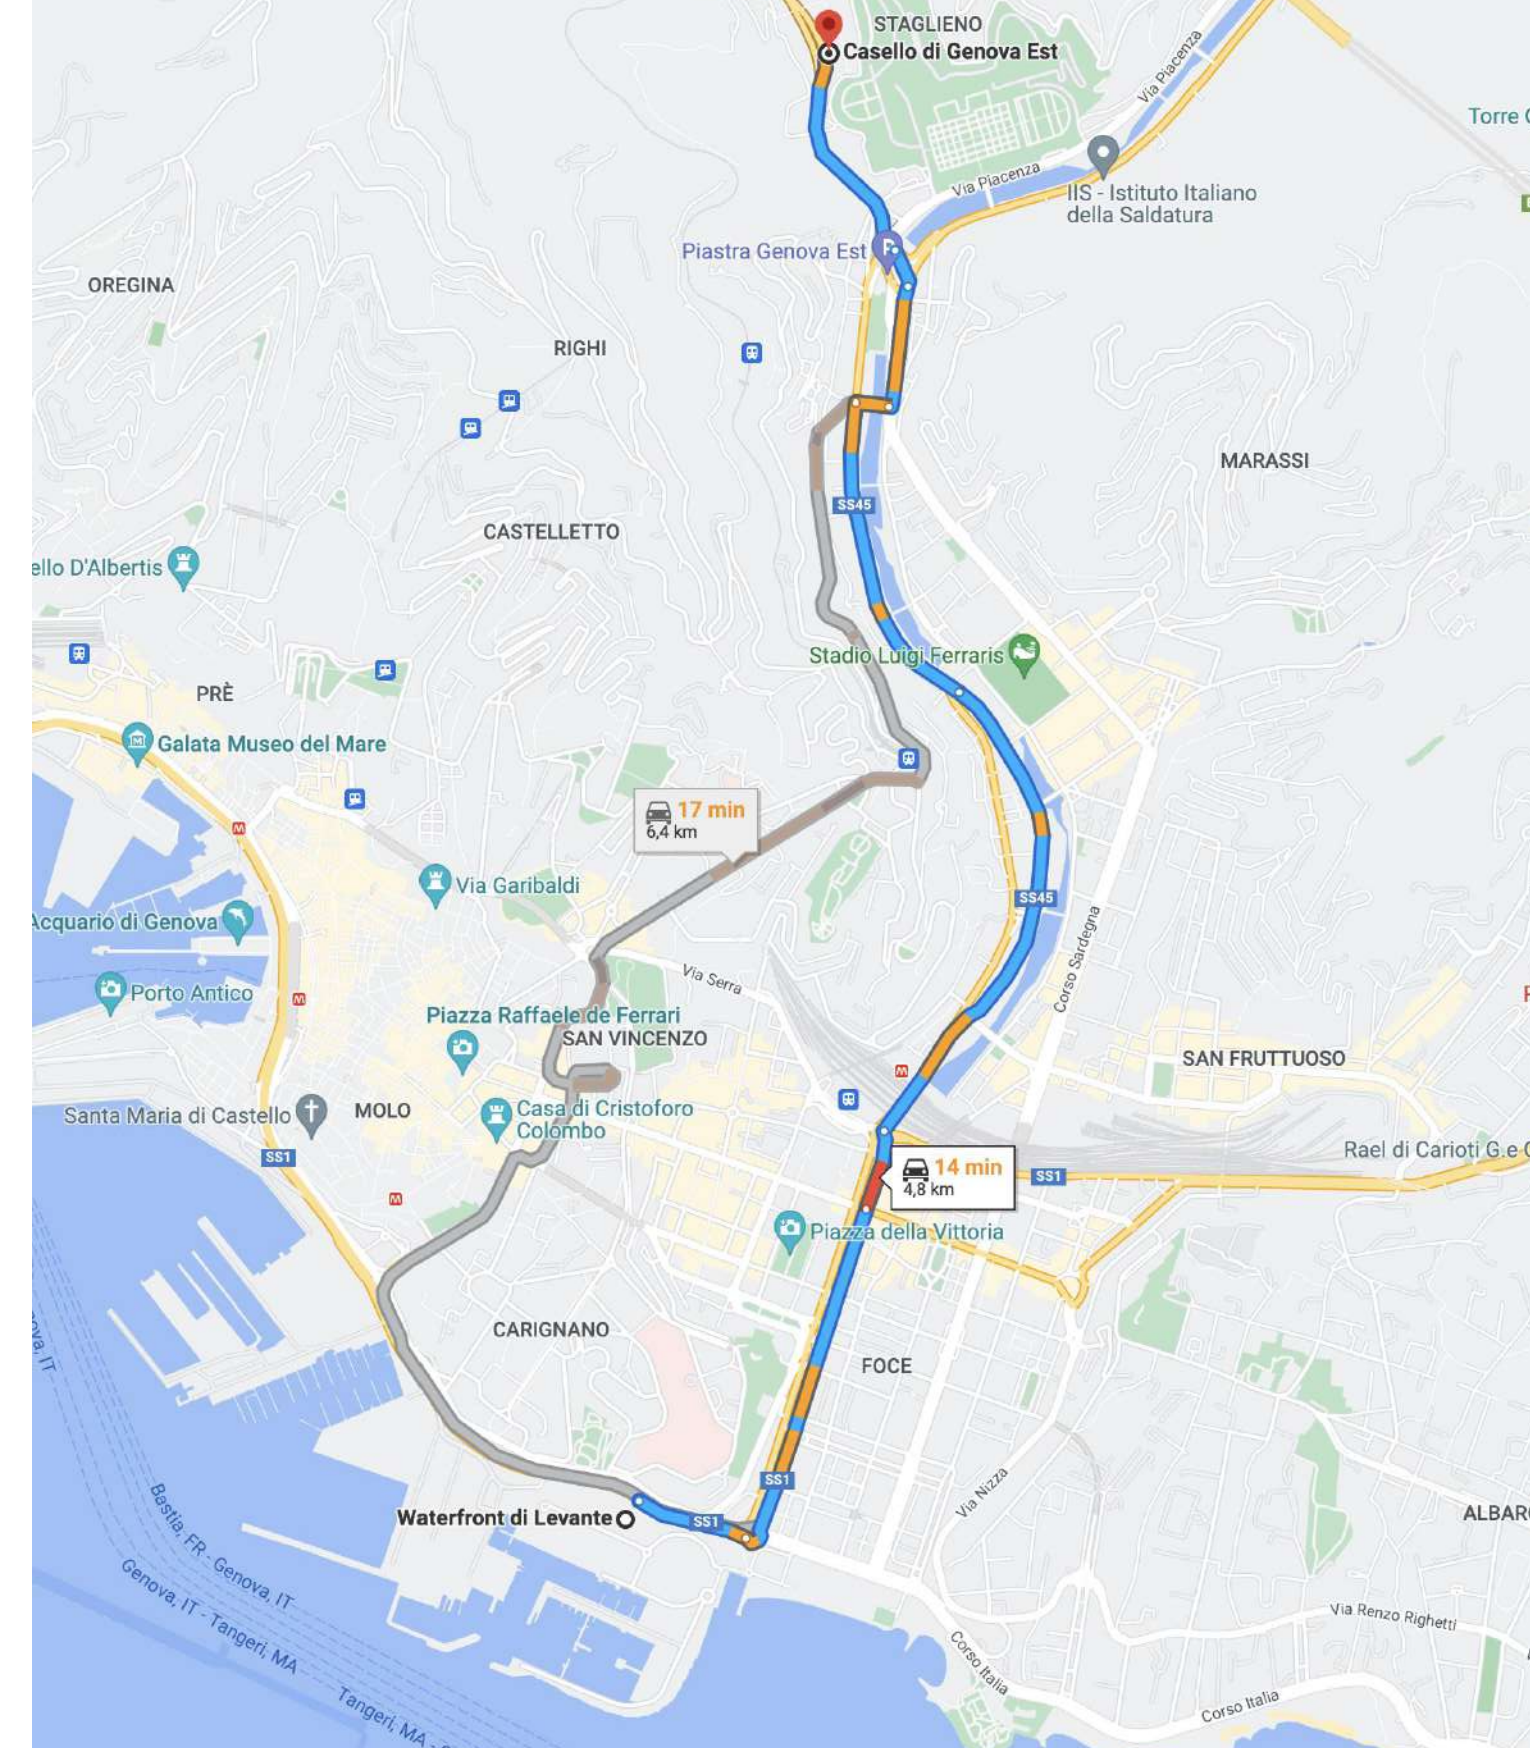 STAGLIENO
Casello di Genova Est
Via Piacenza
Torre
Via Piacenza
IIS - Istituto Italiano
della Saldatura
Piastra Genova Est
P
OREGINA
RIGHI
MARASSI
SS45
CASTELLETTO
ello D'Albertis
Stadio Luigi Ferraris
PRÈ
Galata Museo del Mare
17 min
6,4 km
M
Via Garibaldi
SS45
Acquario di Genova
Corso Sardegna
Via Serra
Porto Antico
M
Piazza Raffaele de Ferrari
SAN VINCENZO
SAN FRUTTUOSO
M
Santa Maria di Castello
MOLO
Casa di Cristoforo
Colombo
SS1
Rael di Carioti G.e
14 min
4,8 km
SS1
M
Piazza della Vittoria
CARIGNANO
FOCE
SS1
Via Nizza
Waterfront di Levante
SS1
ALBAR
Bastia, FR - Genova, IT
Genova, IT - Tangeri, MA
Tangeri, MA -
ova, IT
Via Renzo Righetti
Corso Italia
Corso Italia